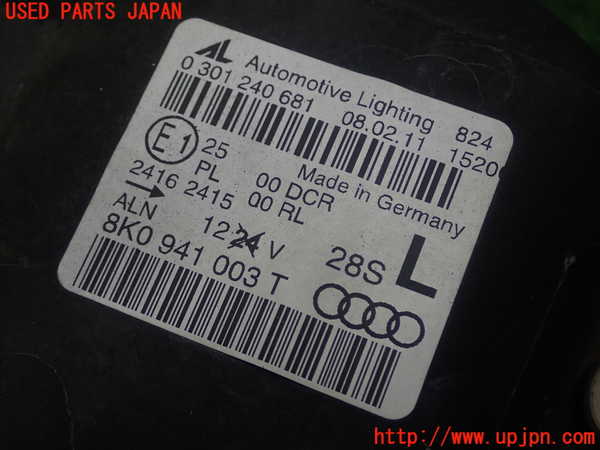 USED PARTS JAPAN
AL Automotive Lighting 824
0 301 240 681 08.02.11 1520
E1 25 Made in Germany
PL 00 DCR
2416 2415 00 RL
ALN 12 24 V 28S L
8K0 941 003 T
www.upjpn.com